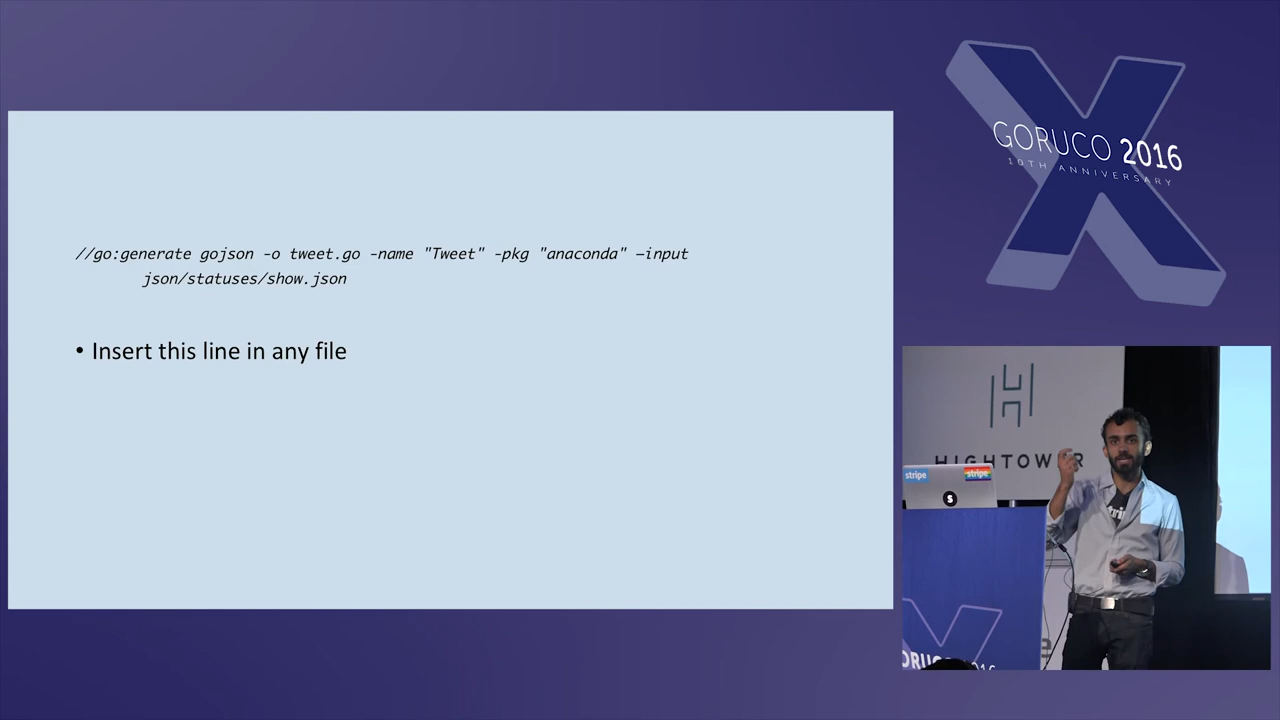 //go:generate gojson -o tweet.go -name "Tweet" -pkg "anaconda" —input
json/statuses/show.json
• Insert this line in any file
GORUCO 2016
10TH ANNIVERSARY
HIGHTOWER
stripe
stripe
S